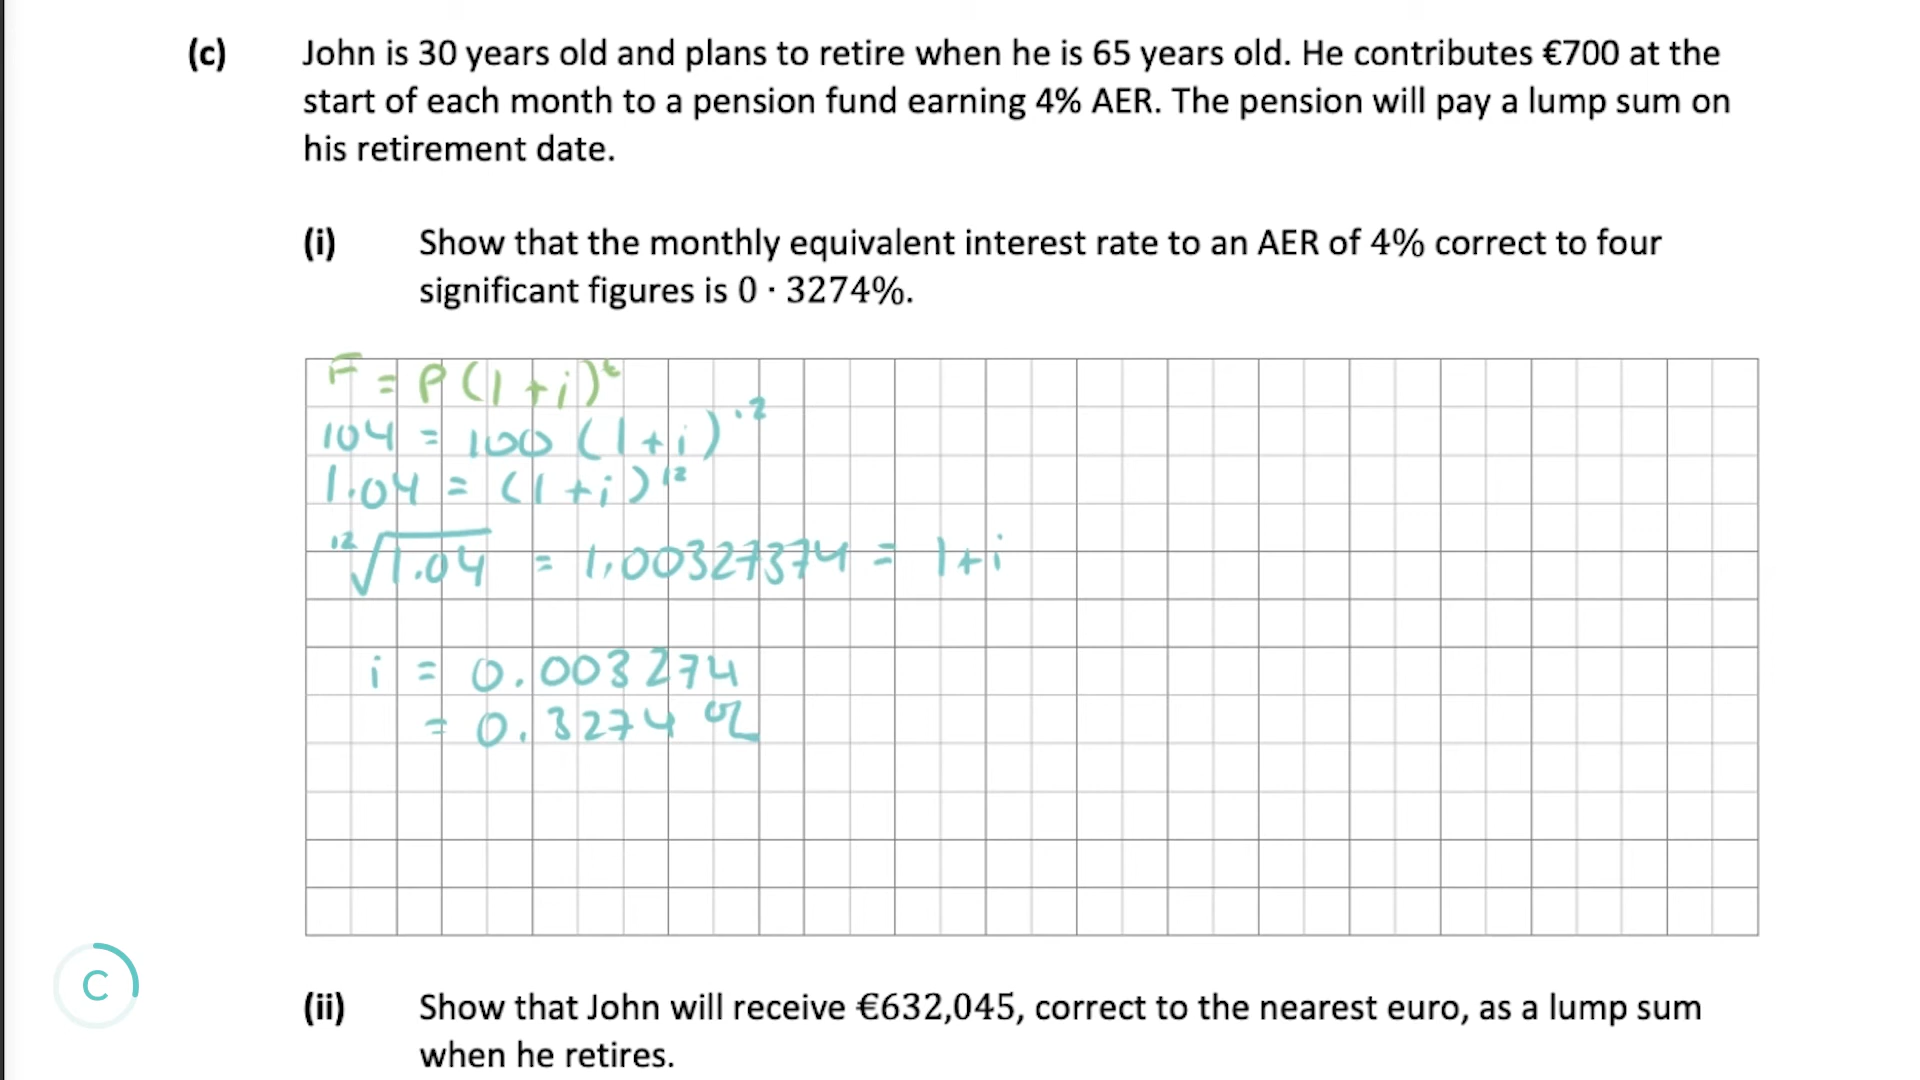 (c) John is 30 years old and plans to retire when he is 65 years old. He contributes €700 at the
start of each month to a pension fund earning 4% AER. The pension will pay a lump sum on
his retirement date.
(i) Show that the monthly equivalent interest rate to an AER of 4% correct to four
significant figures is 0 · 3274%.
F = P(1+i)^t
104 = 100 (1+i)^12
1.04 = (1+i)^12
¹²√1.04 = 1.00327374 = 1+i
i = 0.003274
= 0.3274 %
C
(ii) Show that John will receive €632,045, correct to the nearest euro, as a lump sum
when he retires.